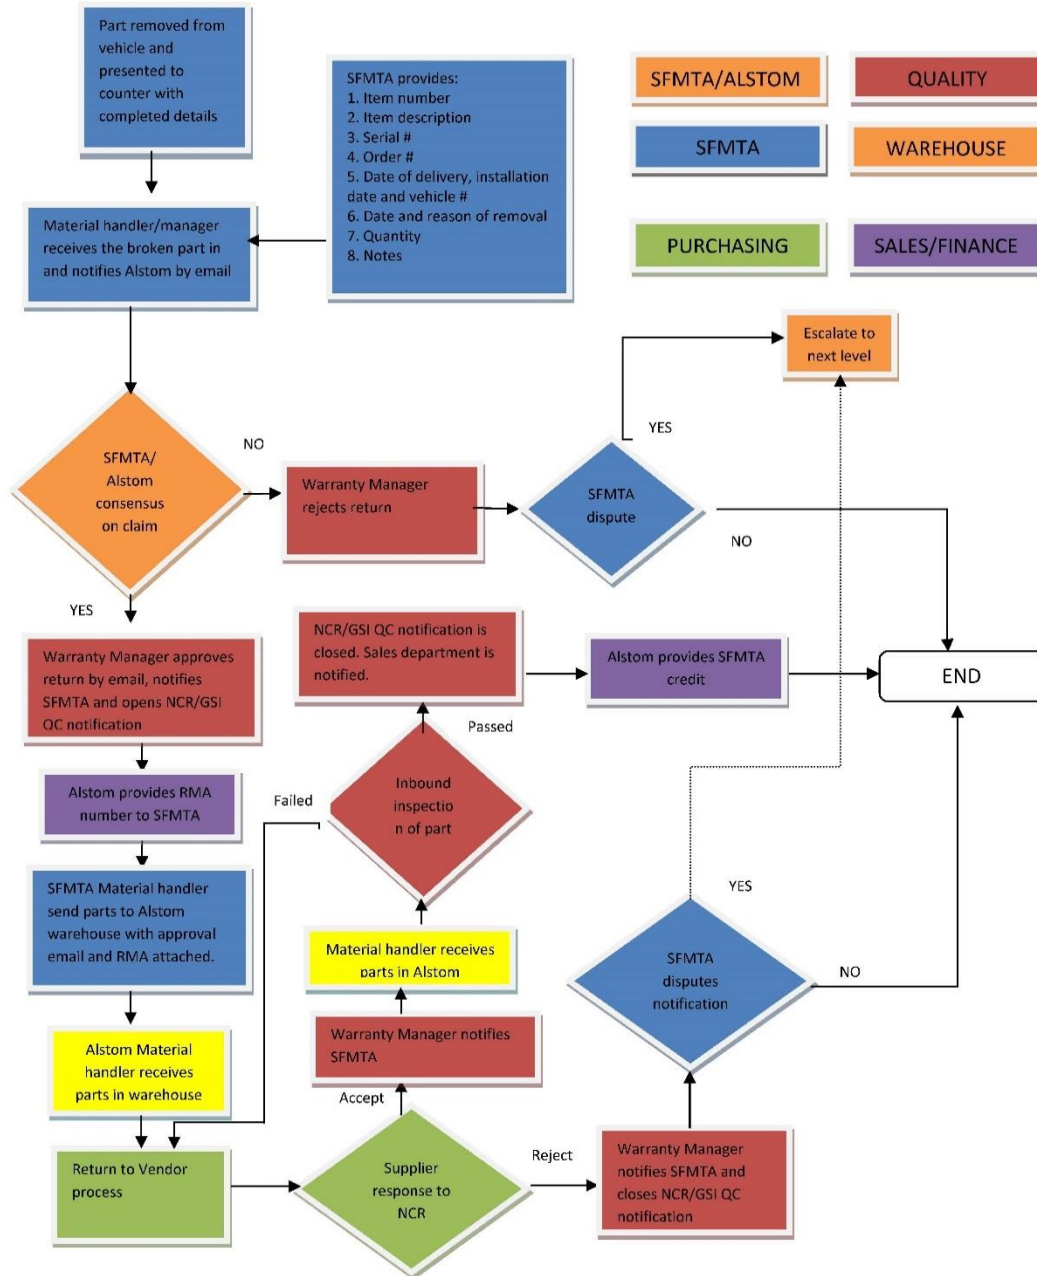 Part removed from
vehicle and
presented to
counter with
completed details
SFMTA provides:
1. Item number
2. Item description
3. Serial #
4. Order #
5. Date of delivery, installation
date and vehicle #
6. Date and reason of removal
7. Quantity
8. Notes
SFMTA/ALSTOM
QUALITY
SFMTA
WAREHOUSE
PURCHASING
SALES/FINANCE
Material handler/manager
receives the broken part in
and notifies Alstom by email
Escalate to
next level
SFMTA/
Alstom
consensus
on claim
NO
Warranty Manager
rejects return
SFMTA
dispute
YES
NO
YES
Warranty Manager approves
return by email, notifies
SFMTA and opens NCR/GSI
QC notification
NCR/GSI QC notification is
closed. Sales department is
notified.
Alstom provides SFMTA
credit
END
Passed
Alstom provides RMA
number to SFMTA
Failed
Inbound
inspectio
n of part
SFMTA Material handler
send parts to Alstom
warehouse with approval
email and RMA attached.
Material handler receives
parts in Alstom
YES
SFMTA
disputes
notification
NO
Alstom Material
handler receives
parts in warehouse
Warranty Manager notifies
SFMTA
Accept
Return to Vendor
process
Supplier
response to
NCR
Reject
Warranty Manager
notifies SFMTA and
closes NCR/GSI QC
notification